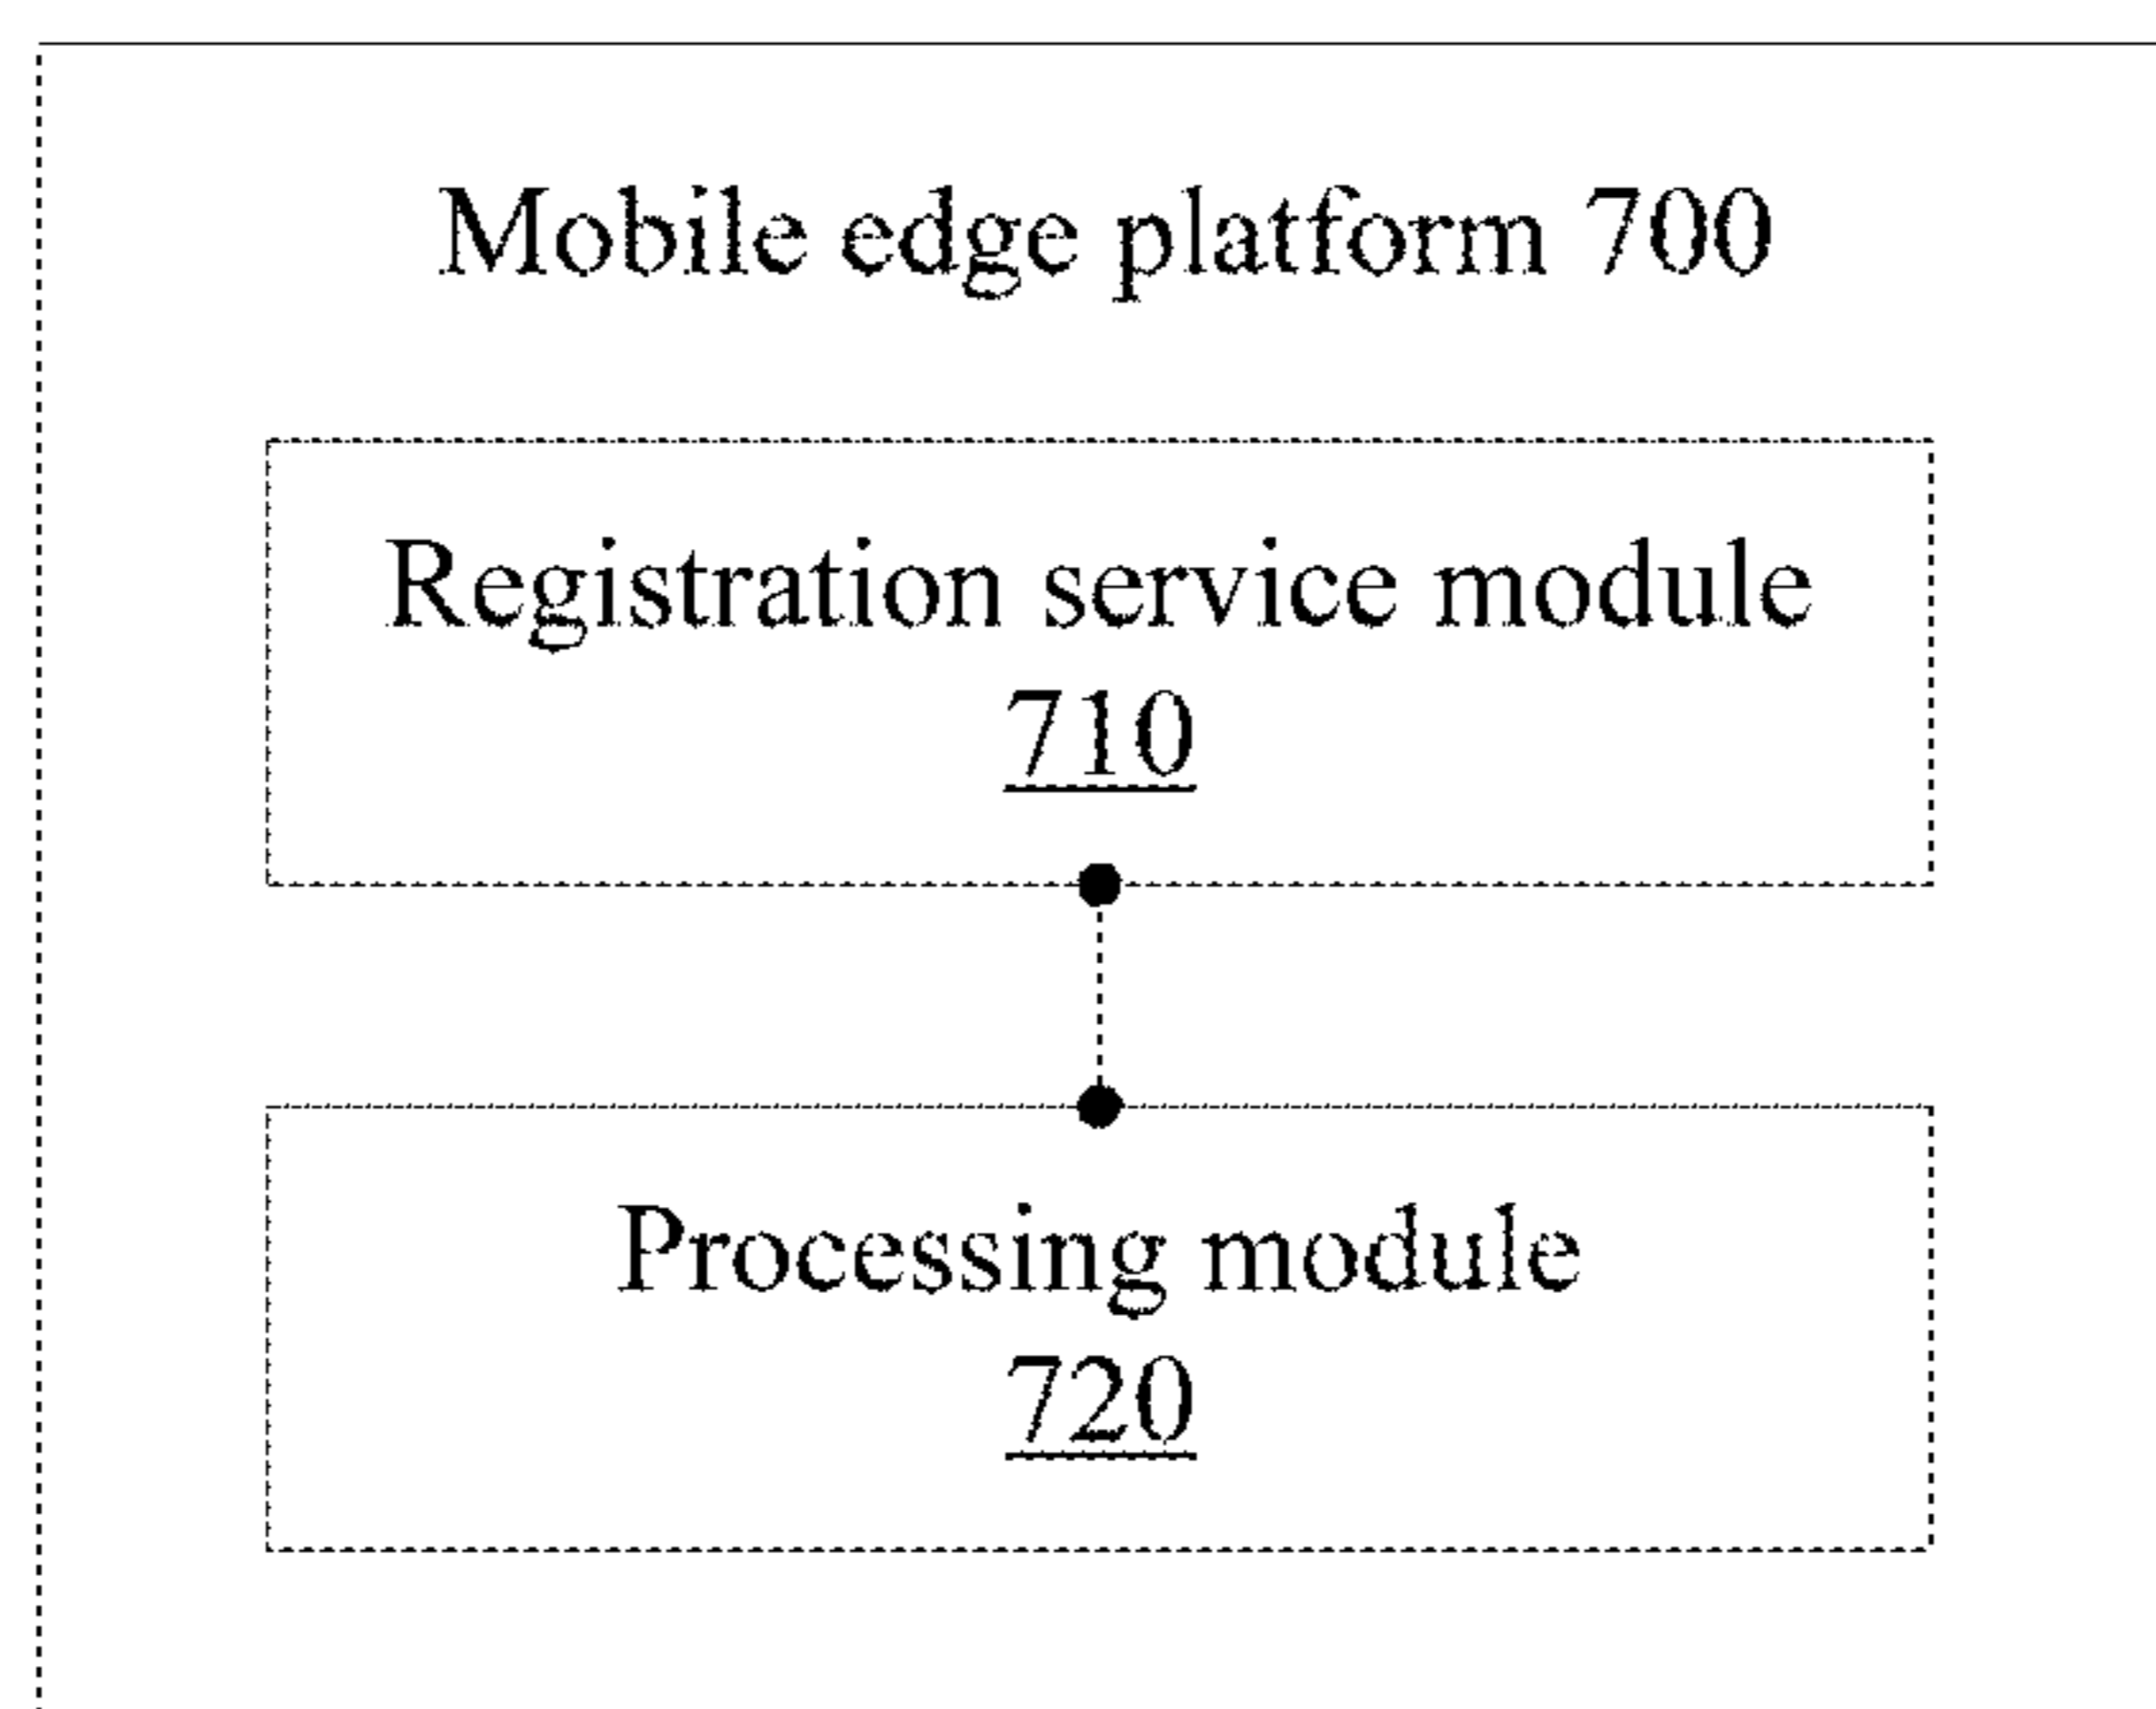 Mobile edge platform 700
Registration service module
710
Processing module
720